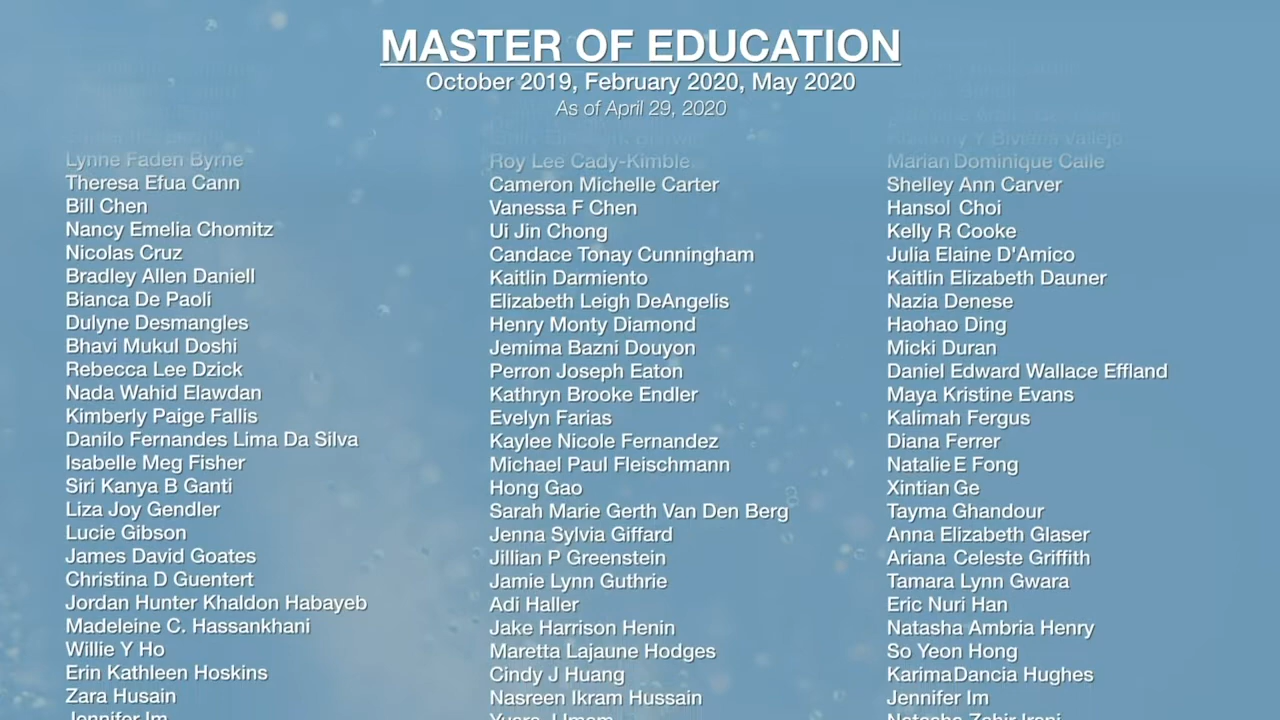 MASTER OF EDUCATION
October 2019, February 2020, May 2020
As of April 29, 2020
Lynne Faden Byrne
Theresa Efua Cann
Bill Chen
Nancy Emelia Chomitz
Nicolas Cruz
Bradley Allen Daniell
Bianca De Paoli
Dulyne Desmangles
Bhavi Mukul Doshi
Rebecca Lee Dzick
Nada Wahid Elawdan
Kimberly Paige Fallis
Danilo Fernandes Lima Da Silva
Isabelle Meg Fisher
Siri Kanya B Ganti
Liza Joy Gendler
Lucie Gibson
James David Goates
Christina D Guentert
Jordan Hunter Khaldon Habayeb
Madeleine C. Hassankhani
Willie Y Ho
Erin Kathleen Hoskins
Zara Husain
Jennifer Im
Roy Lee Cady-Kimble
Cameron Michelle Carter
Vanessa F Chen
Ui Jin Chong
Candace Tonay Cunningham
Kaitlin Darmiento
Elizabeth Leigh DeAngelis
Henry Monty Diamond
Jemima Bazni Douyon
Perron Joseph Eaton
Kathryn Brooke Endler
Evelyn Farias
Kaylee Nicole Fernandez
Michael Paul Fleischmann
Hong Gao
Sarah Marie Gerth Van Den Berg
Jenna Sylvia Giffard
Jillian P Greenstein
Jamie Lynn Guthrie
Adi Haller
Jake Harrison Henin
Maretta Lajaune Hodges
Cindy J Huang
Nasreen Ikram Hussain
Y Rivera Vallejo
Marian Dominique Calle
Shelley Ann Carver
Hansol Choi
Kelly R Cooke
Julia Elaine D'Amico
Kaitlin Elizabeth Dauner
Nazia Denese
Haohao Ding
Micki Duran
Daniel Edward Wallace Effland
Maya Kristine Evans
Kalimah Fergus
Diana Ferrer
Natalie E Fong
Xintian Ge
Tayma Ghandour
Anna Elizabeth Glaser
Ariana Celeste Griffith
Tamara Lynn Gwara
Eric Nuri Han
Natasha Ambria Henry
So Yeon Hong
Karima Dancia Hughes
Jennifer Im
Natasha Zehir Irani